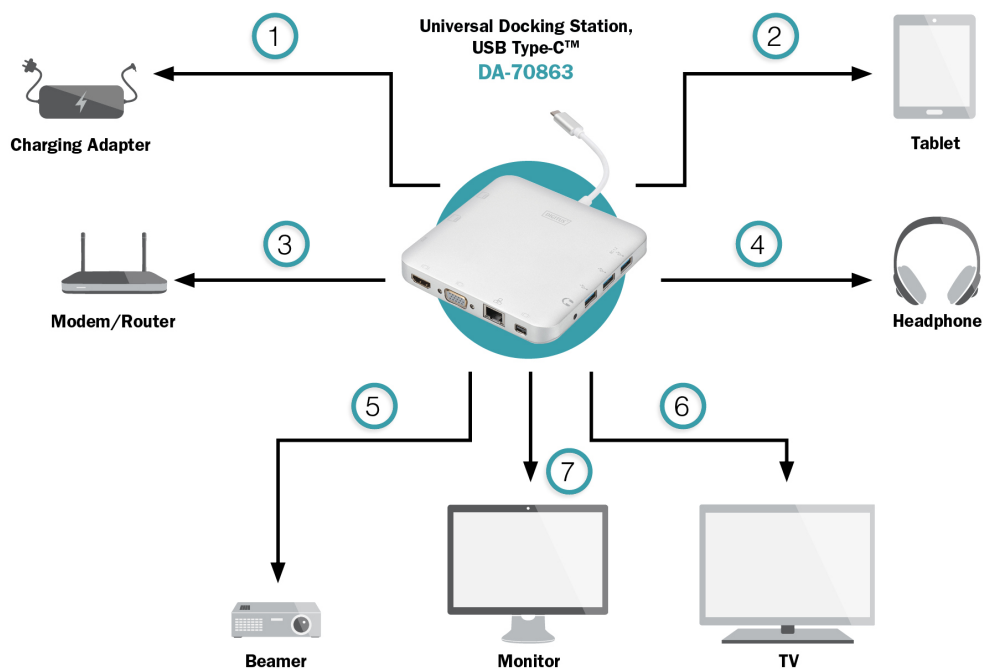 Universal Docking Station,
USB Type-C™
DA-70863
1
2
Charging Adapter
Tablet
3
4
Modem/Router
Headphone
5
6
7
Beamer
Monitor
TV